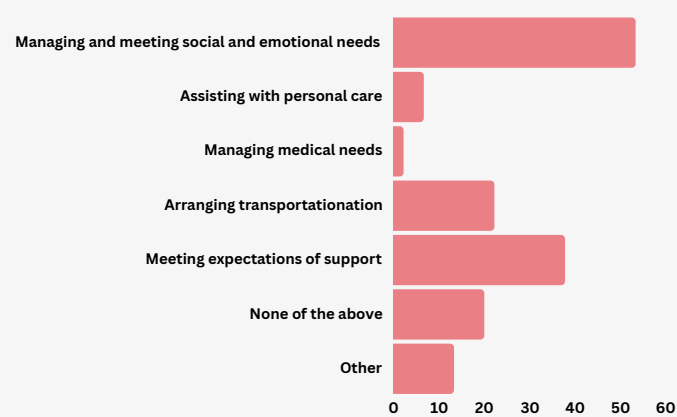 Managing and meeting social and emotional needs
Assisting with personal care
Managing medical needs
Arranging transportationation
Meeting expectations of support
None of the above
Other
0 10 20 30 40 50 60